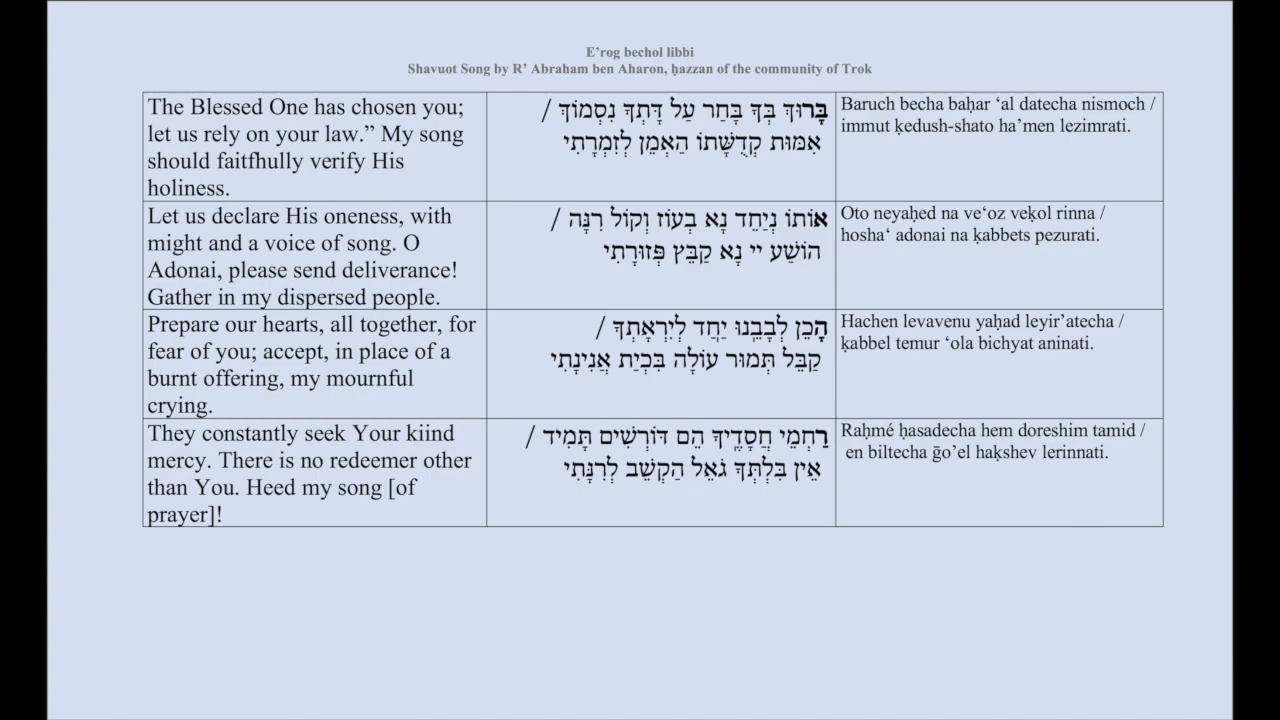 E’rog bechol libbi
Shavuot Song by R’ Abraham ben Aharon, ḥazzan of the community of Trok
The Blessed One has chosen you;
let us rely on your law.” My song
should faitfhully verify His
holiness.
בָּרוּךְ בְּךָ בָּחַר עַל דָּתְךָ נִסְמוֹךְ /
אִמּוּת קְדֻשָּׁתוֹ הַאְמֵן לְזִמְרָתִי
Baruch becha baḥar ‘al datecha nismoch /
immut ḳedush-shato ha’men lezimrati.
Let us declare His oneness, with
might and a voice of song. O
Adonai, please send deliverance!
Gather in my dispersed people.
אוֹתוֹ נְיַחֵד נָא בְעוֹז וְקוֹל רִנָּה /
הוֹשַׁע יי נָא קַבֵּץ פְּזוּרָתִי
Oto neyaḥed na ve‘oz veḳol rinna /
hosha‘ adonai na ḳabbets pezurati.
Prepare our hearts, all together, for
fear of you; accept, in place of a
burnt offering, my mournful
crying.
הָכֵן לְבָבֵנוּ יַחַד לְיִרְאָתְךָ /
קַבֵּל תְּמוּר עוֹלָה בִּכְיַת אֲנִינָתִי
Hachen levavenu yaḥad leyir’atecha /
ḳabbel temur ‘ola bichyat aninati.
They constantly seek Your kiind
mercy. There is no redeemer other
than You. Heed my song [of
prayer]!
רַחְמֵי חֲסָדֶיךָ הֵם דּוֹרְשִׁים תָּמִיד /
אֵין בִּלְתְּךָ גֹאֵל הַקְשֵׁב לְרִנָּתִי
Raḥmé ḥasadecha hem doreshim tamid /
en biltecha ḡo’el haḳshev lerinnati.